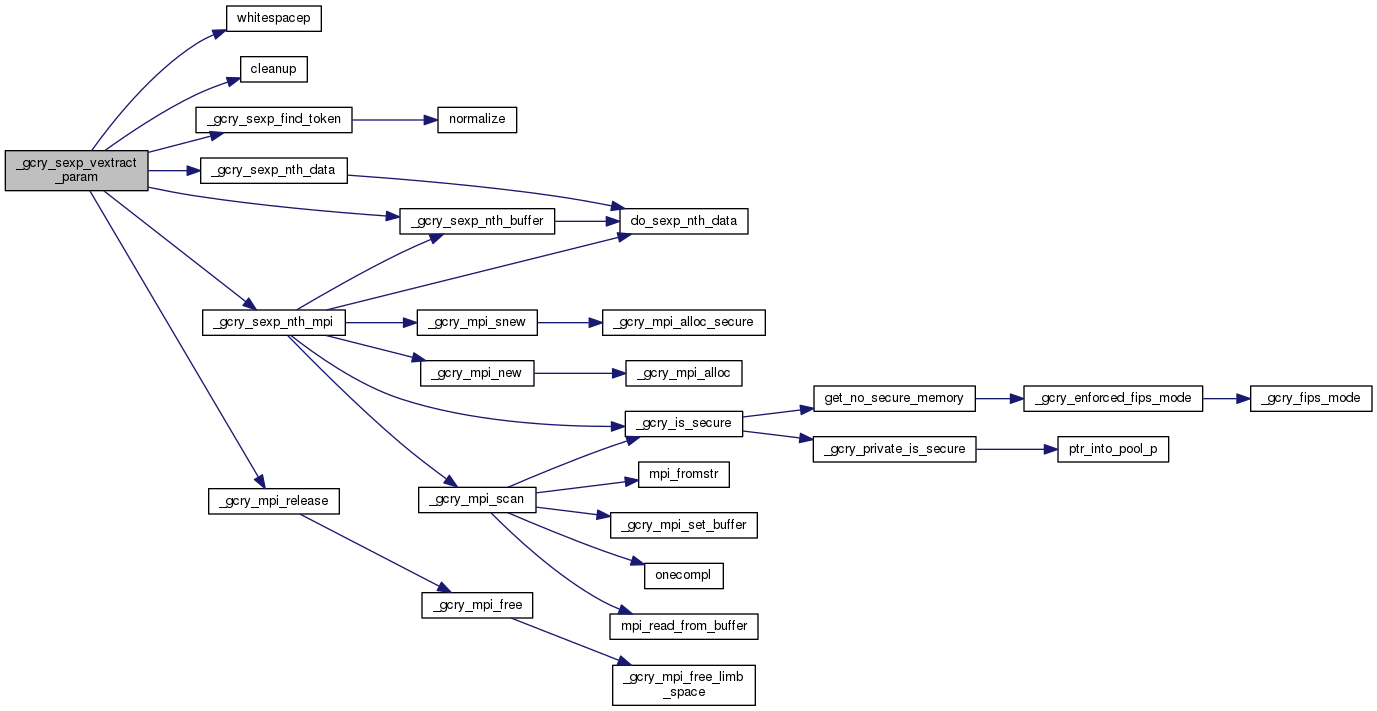 whitespacep
cleanup
_gcry_sexp_find_token
normalize
_gcry_sexp_vextract
_param
_gcry_sexp_nth_data
_gcry_sexp_nth_buffer
do_sexp_nth_data
_gcry_sexp_nth_mpi
_gcry_mpi_snew
_gcry_mpi_alloc_secure
_gcry_mpi_new
_gcry_mpi_alloc
_gcry_is_secure
get_no_secure_memory
_gcry_enforced_fips_mode
_gcry_fips_mode
_gcry_private_is_secure
ptr_into_pool_p
_gcry_mpi_release
_gcry_mpi_scan
mpi_fromstr
_gcry_mpi_set_buffer
onecompl
mpi_read_from_buffer
_gcry_mpi_free
_gcry_mpi_free_limb
_space